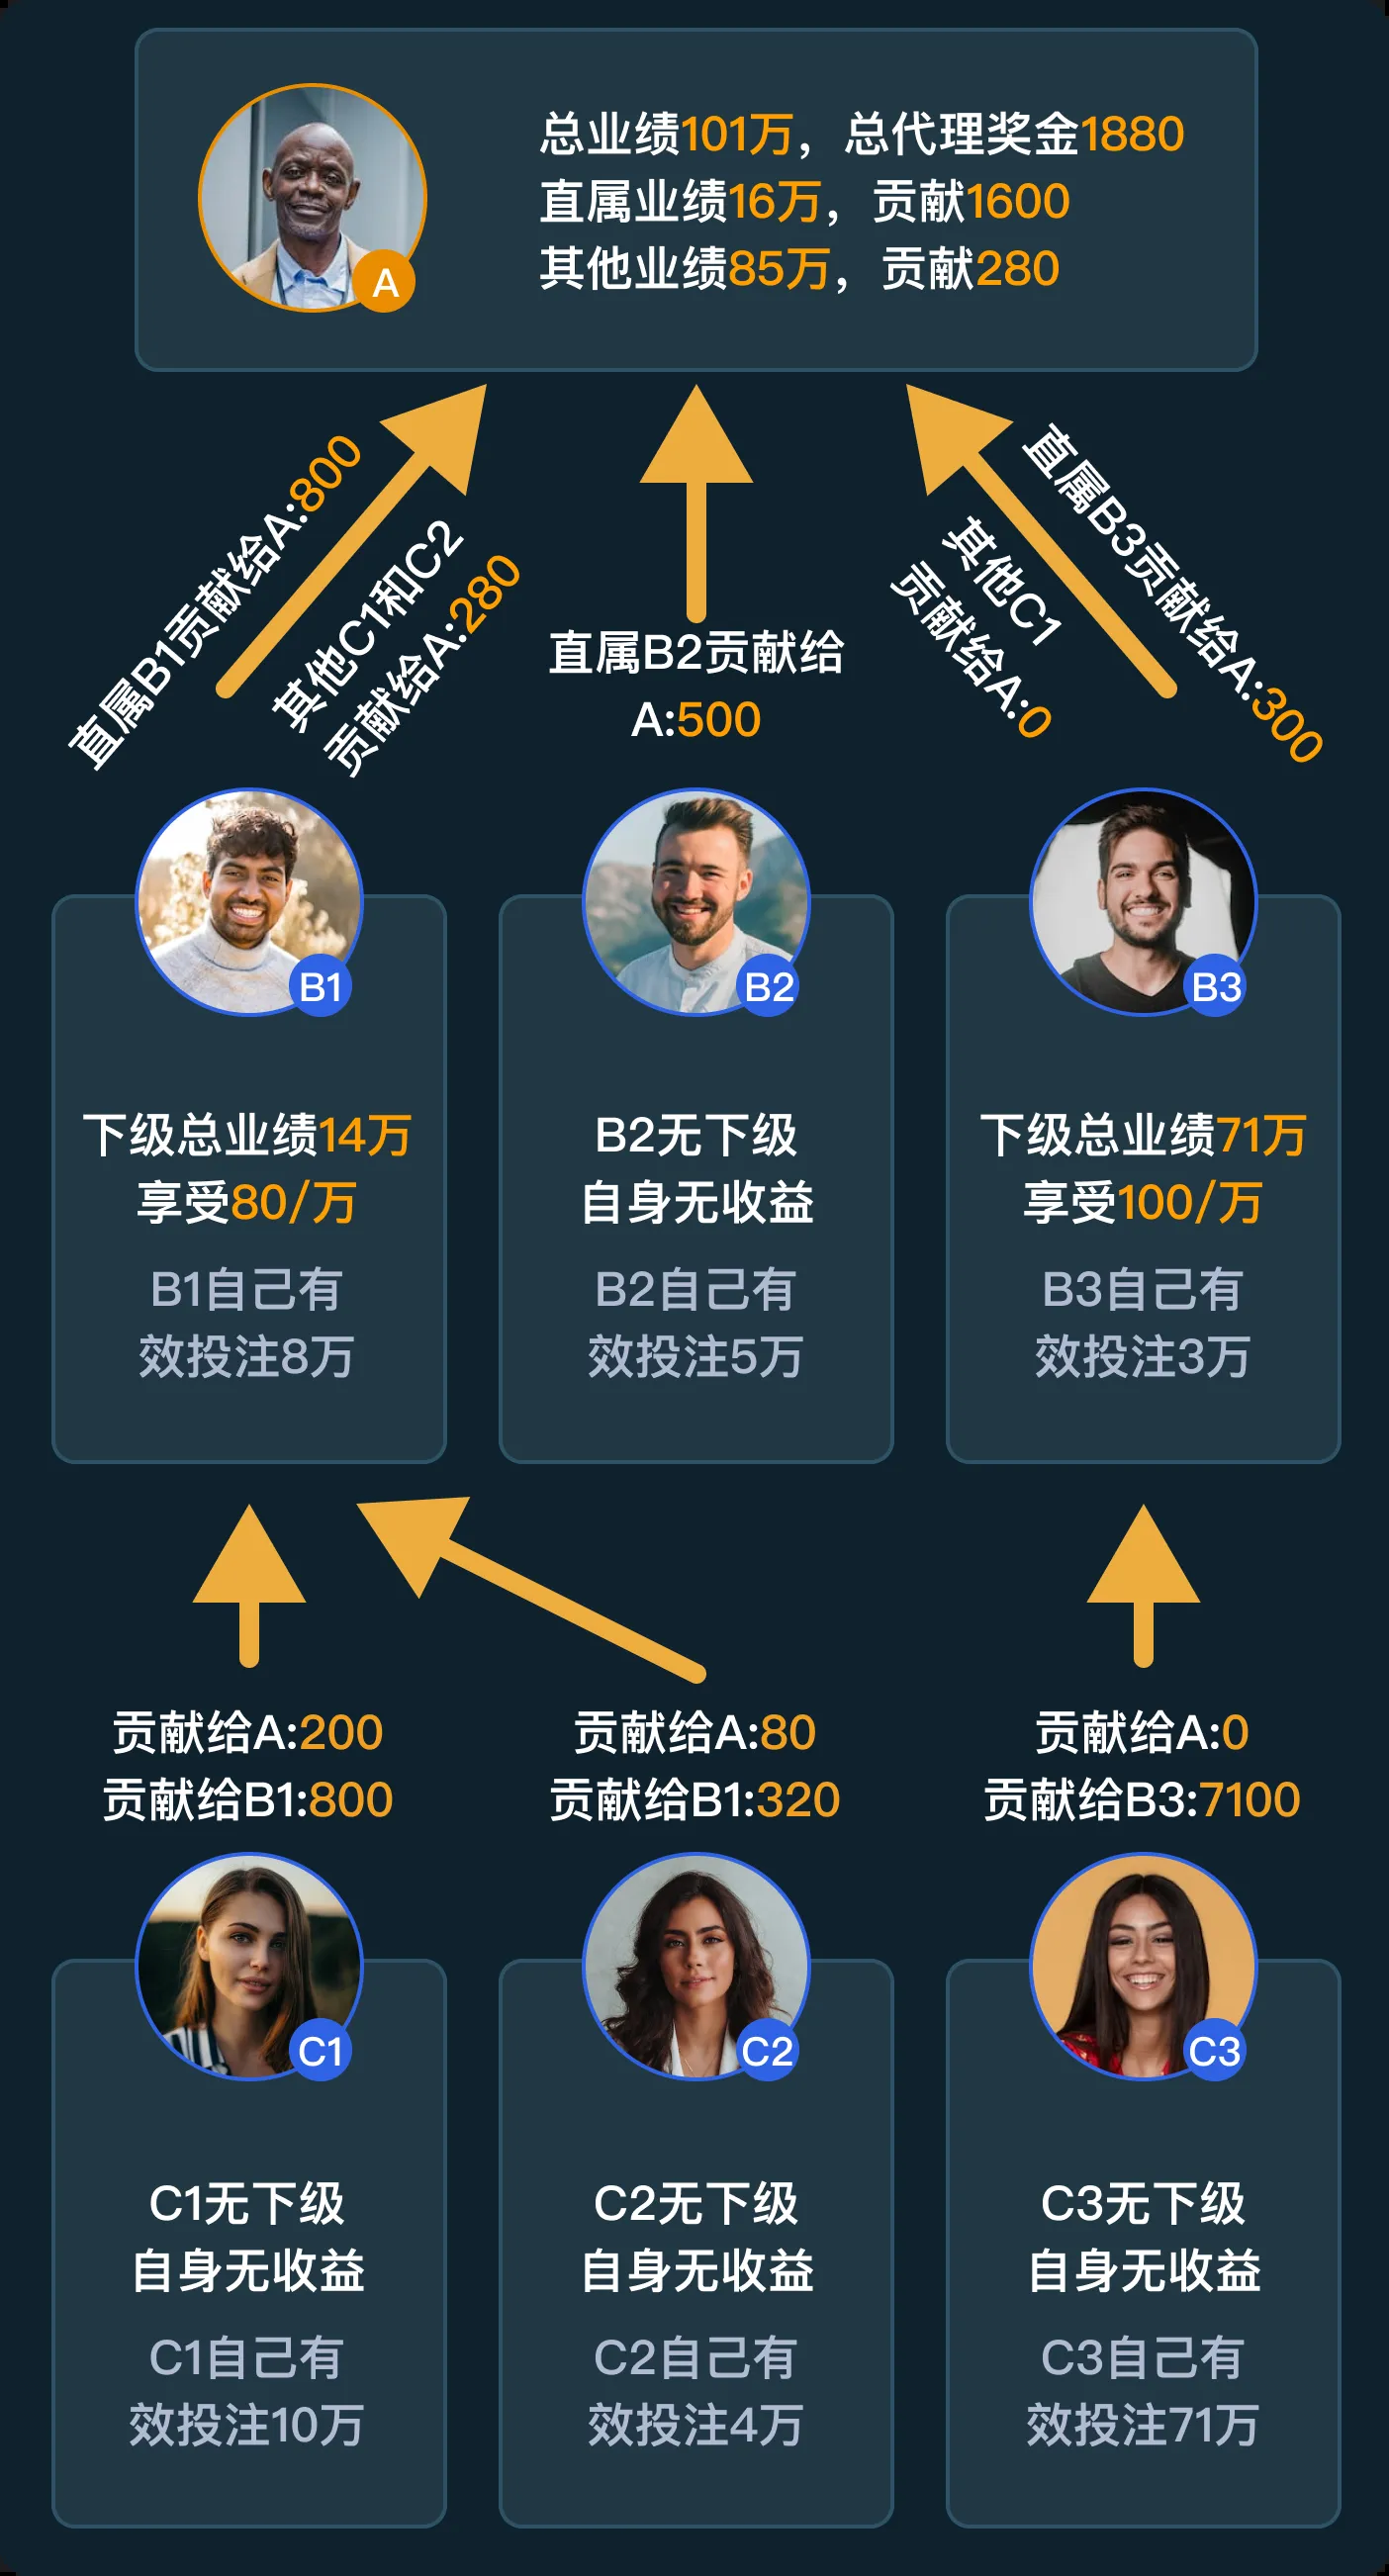 总业绩101万，总代理奖金1880
直属业绩16万，贡献1600
其他业绩85万，贡献280
A
直属B1贡献给A:800
其他C1和C2
贡献给A:280
直属B2贡献给
A:500
其他C1
贡献给A:0
直属B3贡献给A:300
B1
下级总业绩14万
享受80/万
B1自己有
效投注8万
B2
B2无下级
自身无收益
B2自己有
效投注5万
B3
下级总业绩71万
享受100/万
B3自己有
效投注3万
贡献给A:200
贡献给B1:800
贡献给A:80
贡献给B1:320
贡献给A:0
贡献给B3:7100
C1
C1无下级
自身无收益
C1自己有
效投注10万
C2
C2无下级
自身无收益
C2自己有
效投注4万
C3
C3无下级
自身无收益
C3自己有
效投注71万